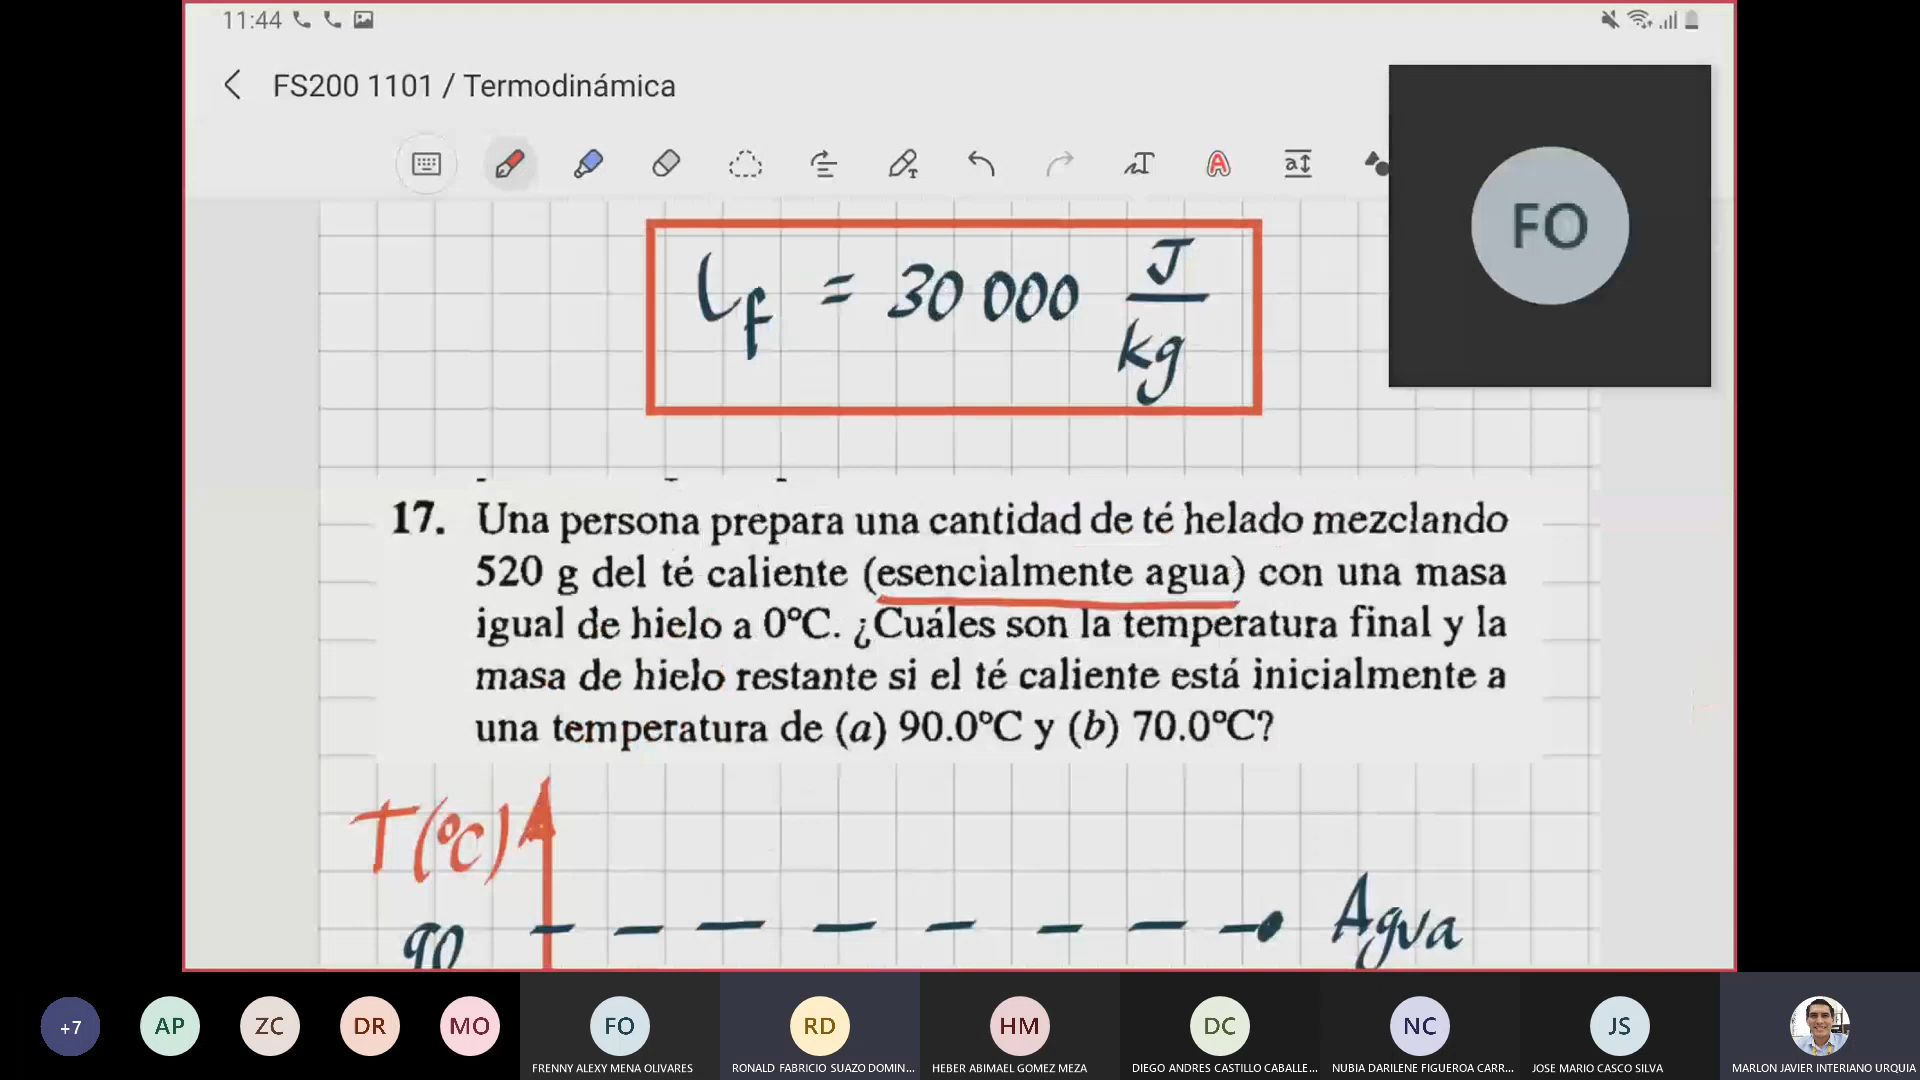 11:44
FS200 1101 / Termodinámica
FO
Lf = 30 000 J/kg
17. Una persona prepara una cantidad de té helado mezclando
520 g del té caliente (esencialmente agua) con una masa
igual de hielo a 0°C. ¿Cuáles son la temperatura final y la
masa de hielo restante si el té caliente está inicialmente a
una temperatura de (a) 90.0°C y (b) 70.0°C?
T(°C)
90
Agua
+7 AP ZC DR MO FO RD HM DC NC JS
FRENNY ALEXY MENA OLIVARES RONALD FABRICIO SUAZO DOMIN... HEBER ABIMAEL GOMEZ MEZA DIEGO ANDRES CASTILLO CABALLE... NUBIA DARILENE FIGUEROA CARR... JOSE MARIO CASCO SILVA MARLON JAVIER INTERIANO URQUIA